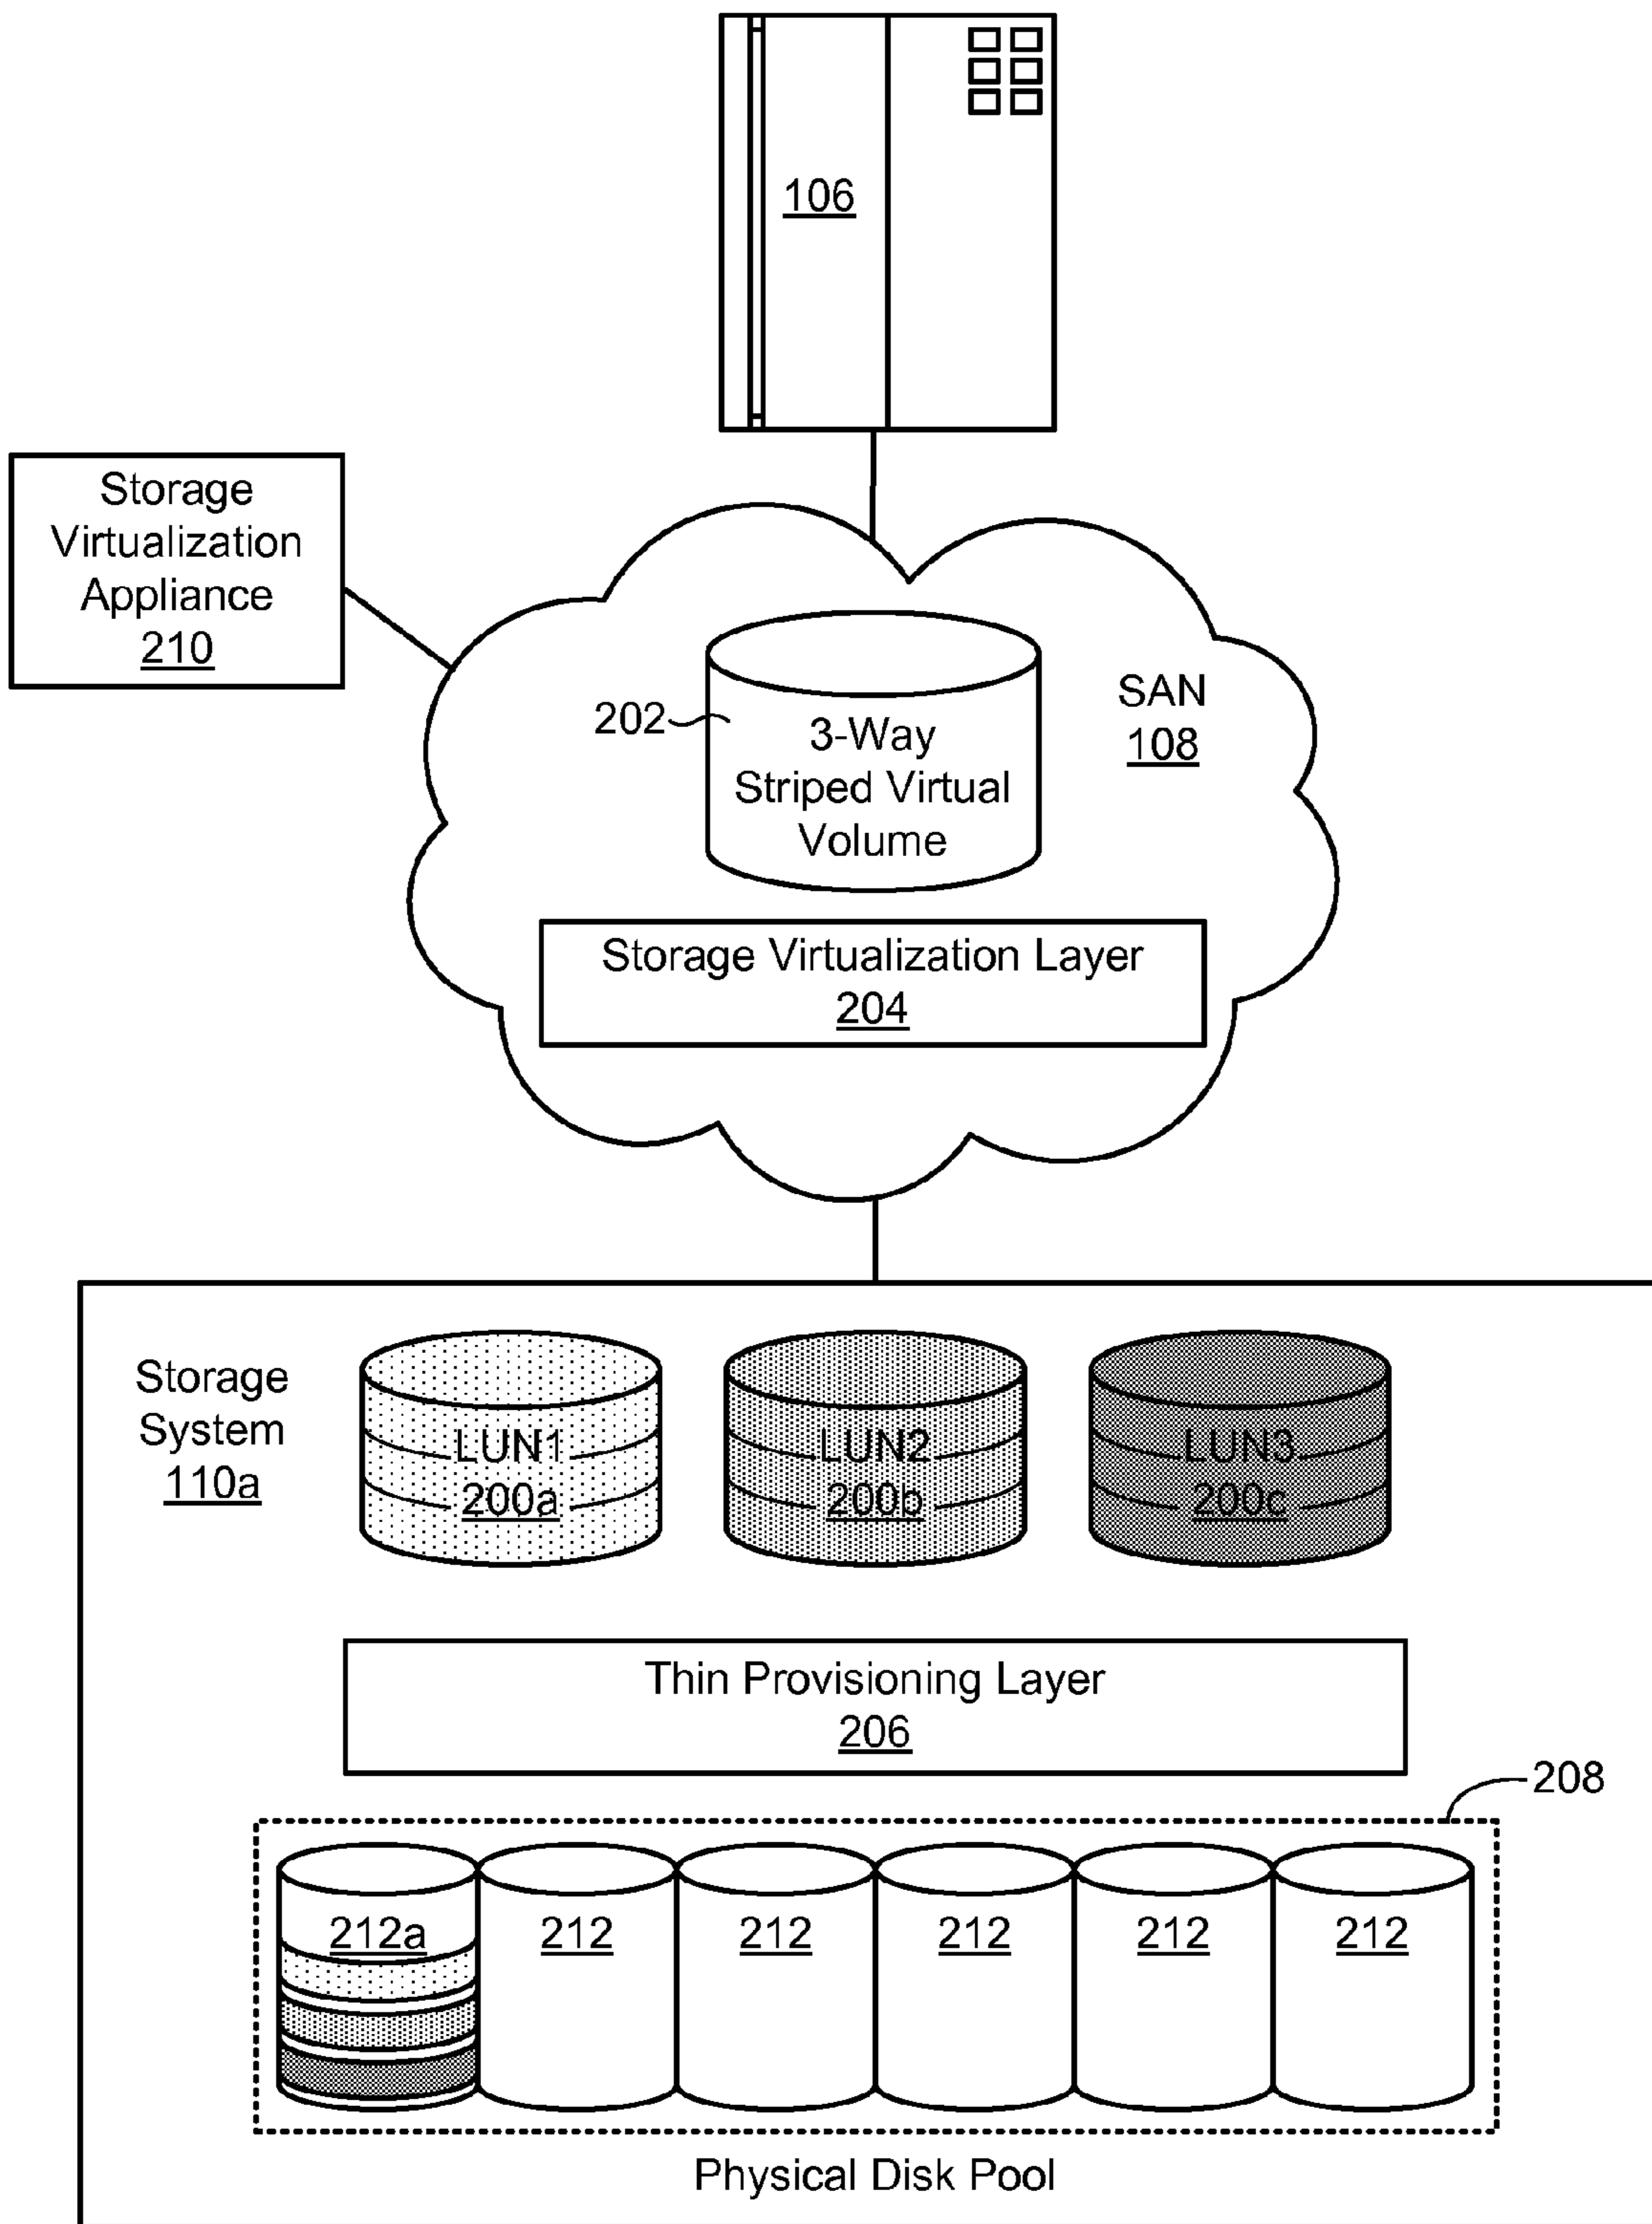 106
Storage
Virtualization
Appliance
210
SAN
108
202
3-Way
Striped Virtual
Volume
Storage Virtualization Layer
204
Storage
System
110a
LUN1
200a
LUN2
200b
LUN3
200c
Thin Provisioning Layer
206
208
212a
212
212
212
212
212
Physical Disk Pool